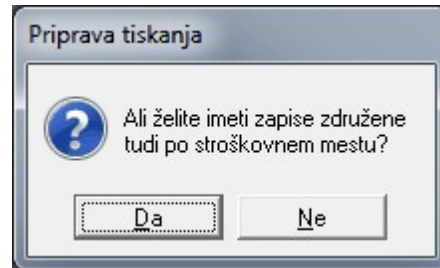 Priprava tiskanja
Ali želite imeti zapise združene
tudi po stroškovnem mestu?
Da
Ne